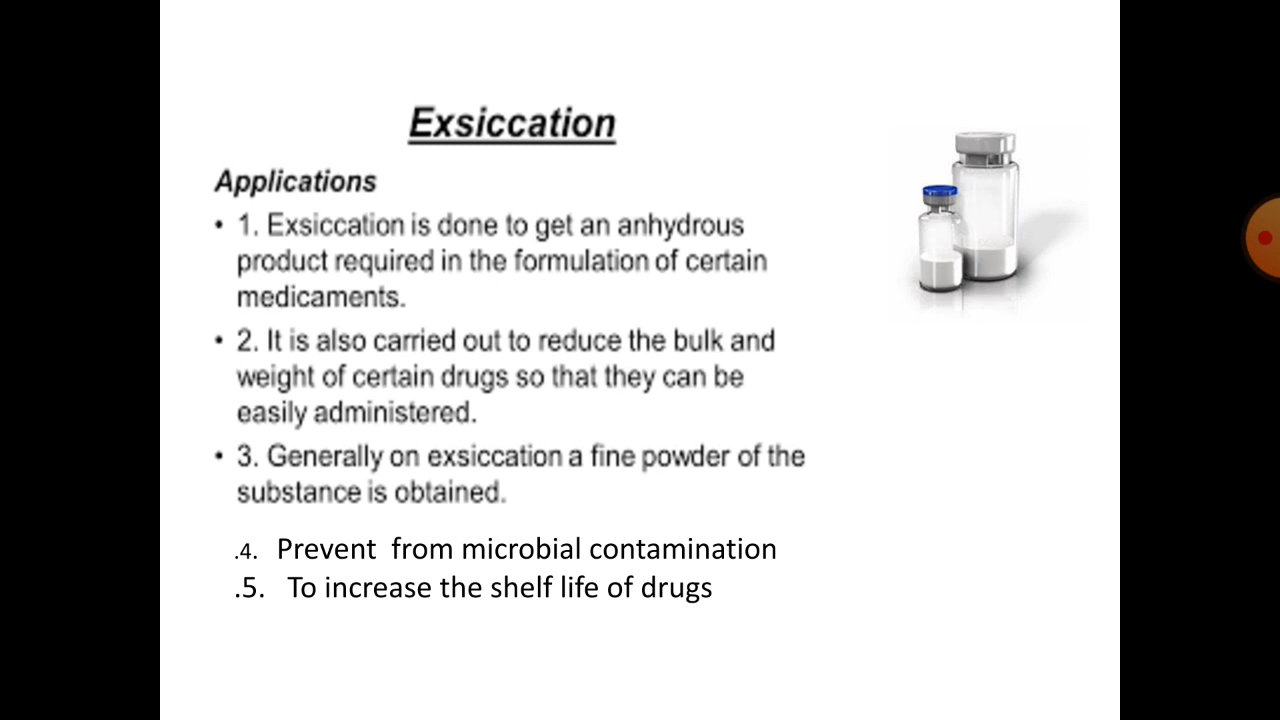 Exsiccation
Applications
• 1. Exsiccation is done to get an anhydrous
product required in the formulation of certain
medicaments.
• 2. It is also carried out to reduce the bulk and
weight of certain drugs so that they can be
easily administered.
• 3. Generally on exsiccation a fine powder of the
substance is obtained.
.4. Prevent from microbial contamination
.5. To increase the shelf life of drugs